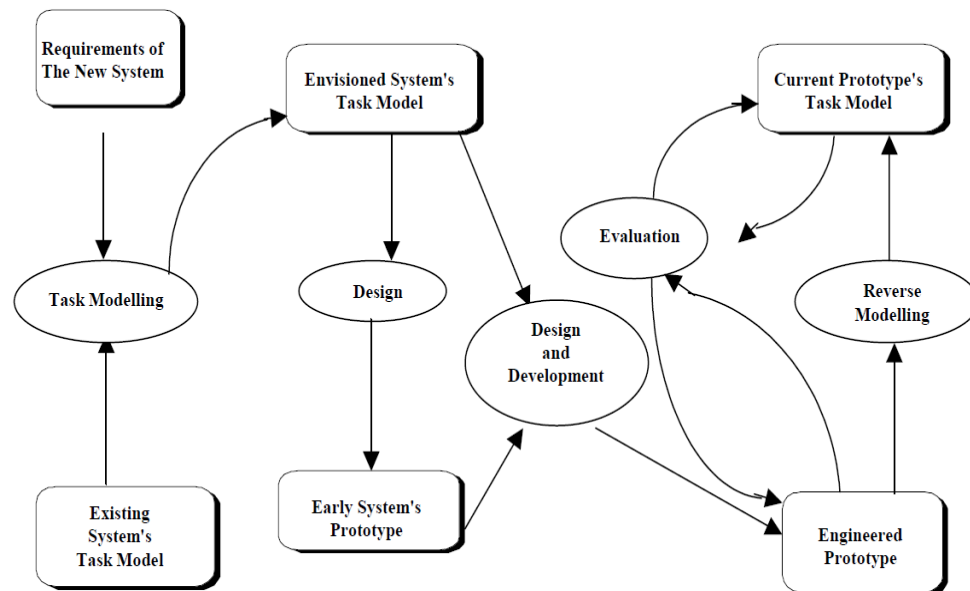 Requirements of
The New System
Envisioned System's
Task Model
Current Prototype's
Task Model
Evaluation
Task Modelling
Design
Reverse
Modelling
Design
and
Development
Existing
System's
Task Model
Early System's
Prototype
Engineered
Prototype